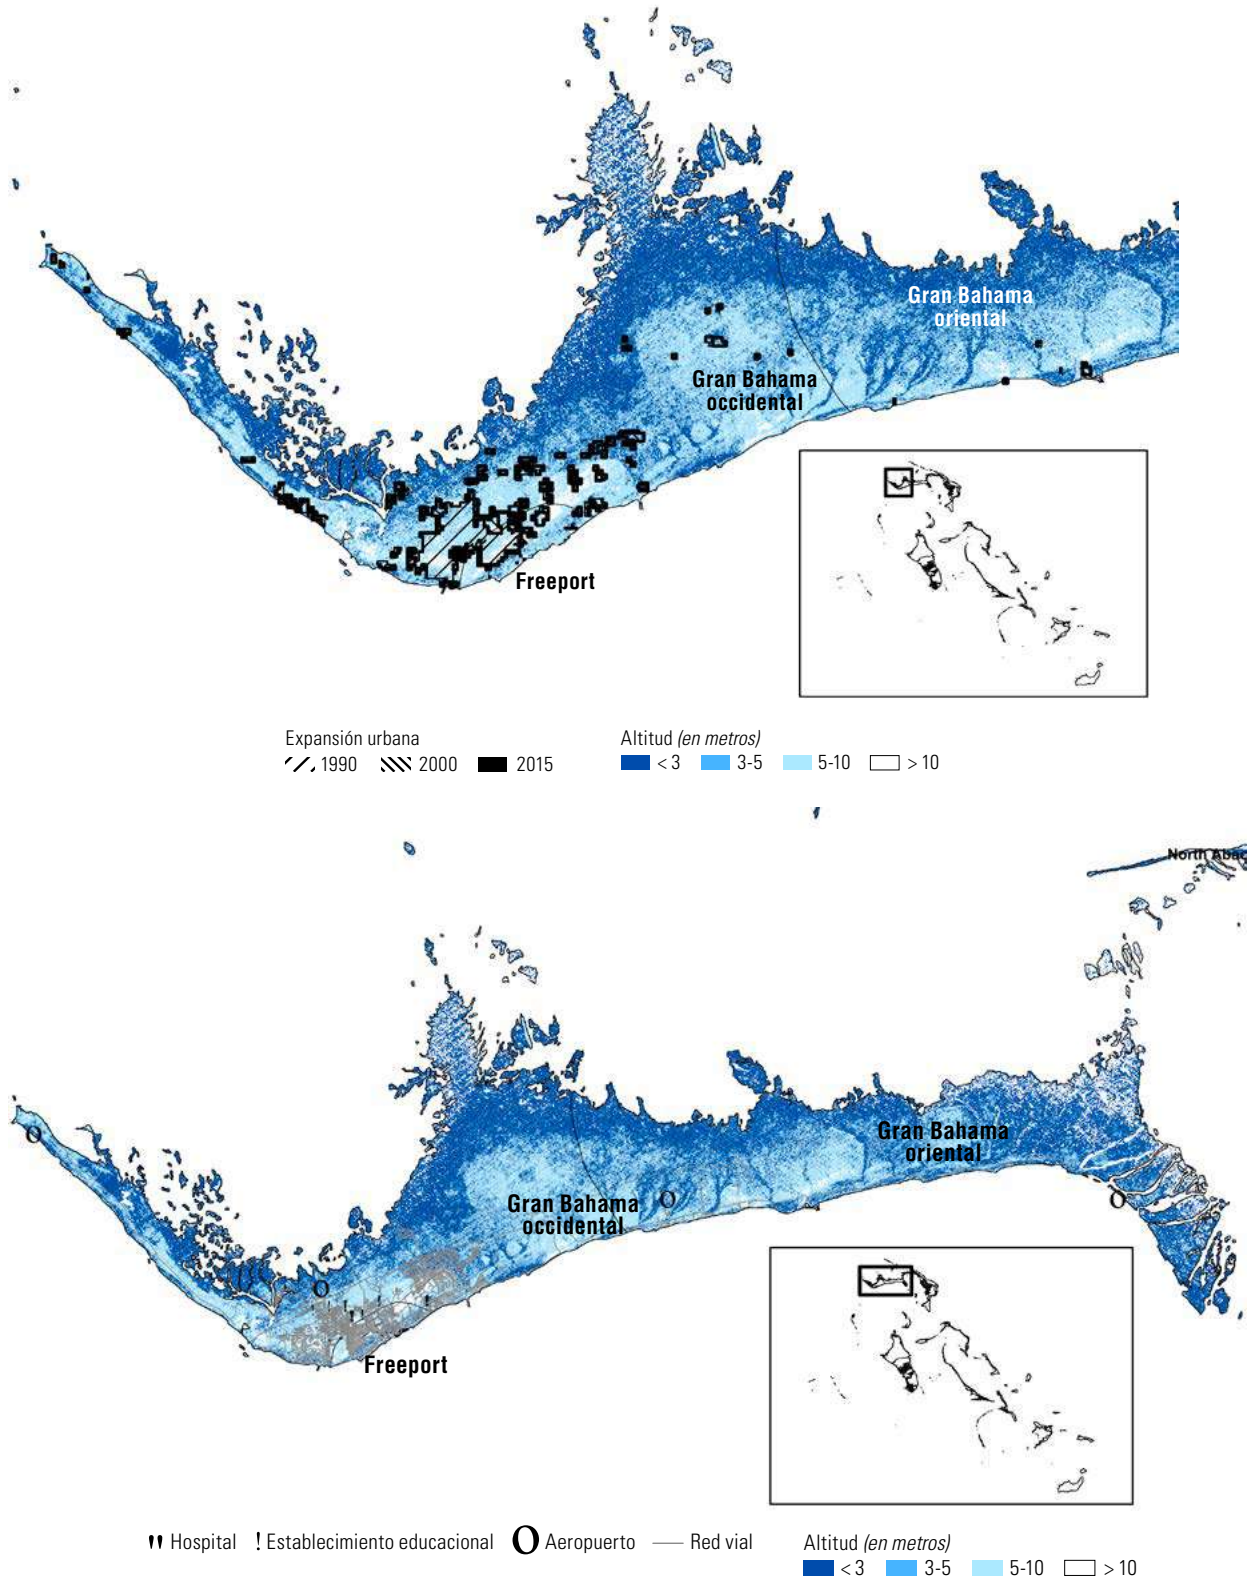 Gran Bahama
oriental
Gran Bahama
occidental
Freeport
Expansión urbana
1990 2000 2015
Altitud (en metros)
< 3 3-5 5-10 > 10
North Abac
Gran Bahama
oriental
Gran Bahama
occidental
Freeport
Hospital ! Establecimiento educacional O Aeropuerto Red vial
Altitud (en metros)
< 3 3-5 5-10 > 10